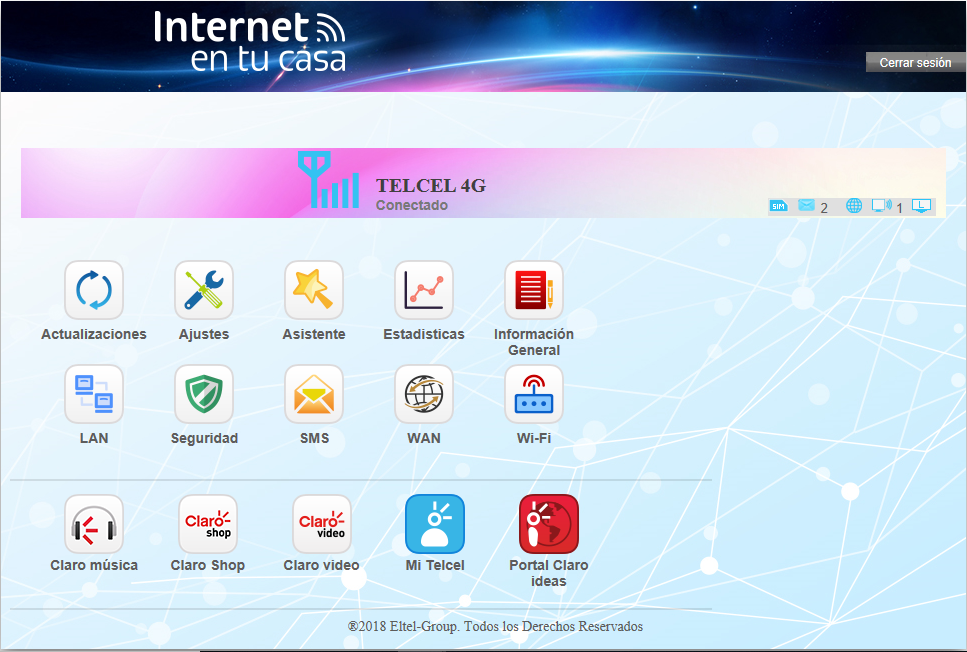 Internet
en tu casa
Cerrar sesión
TELCEL 4G
Conectado
SIM 2 1 L
Actualizaciones Ajustes Asistente Estadisticas Información
General
LAN Seguridad SMS WAN Wi-Fi
Claro shop Claro video
Claro música Claro Shop Claro video Mi Telcel Portal Claro
ideas
®2018 Eltel-Group. Todos los Derechos Reservados